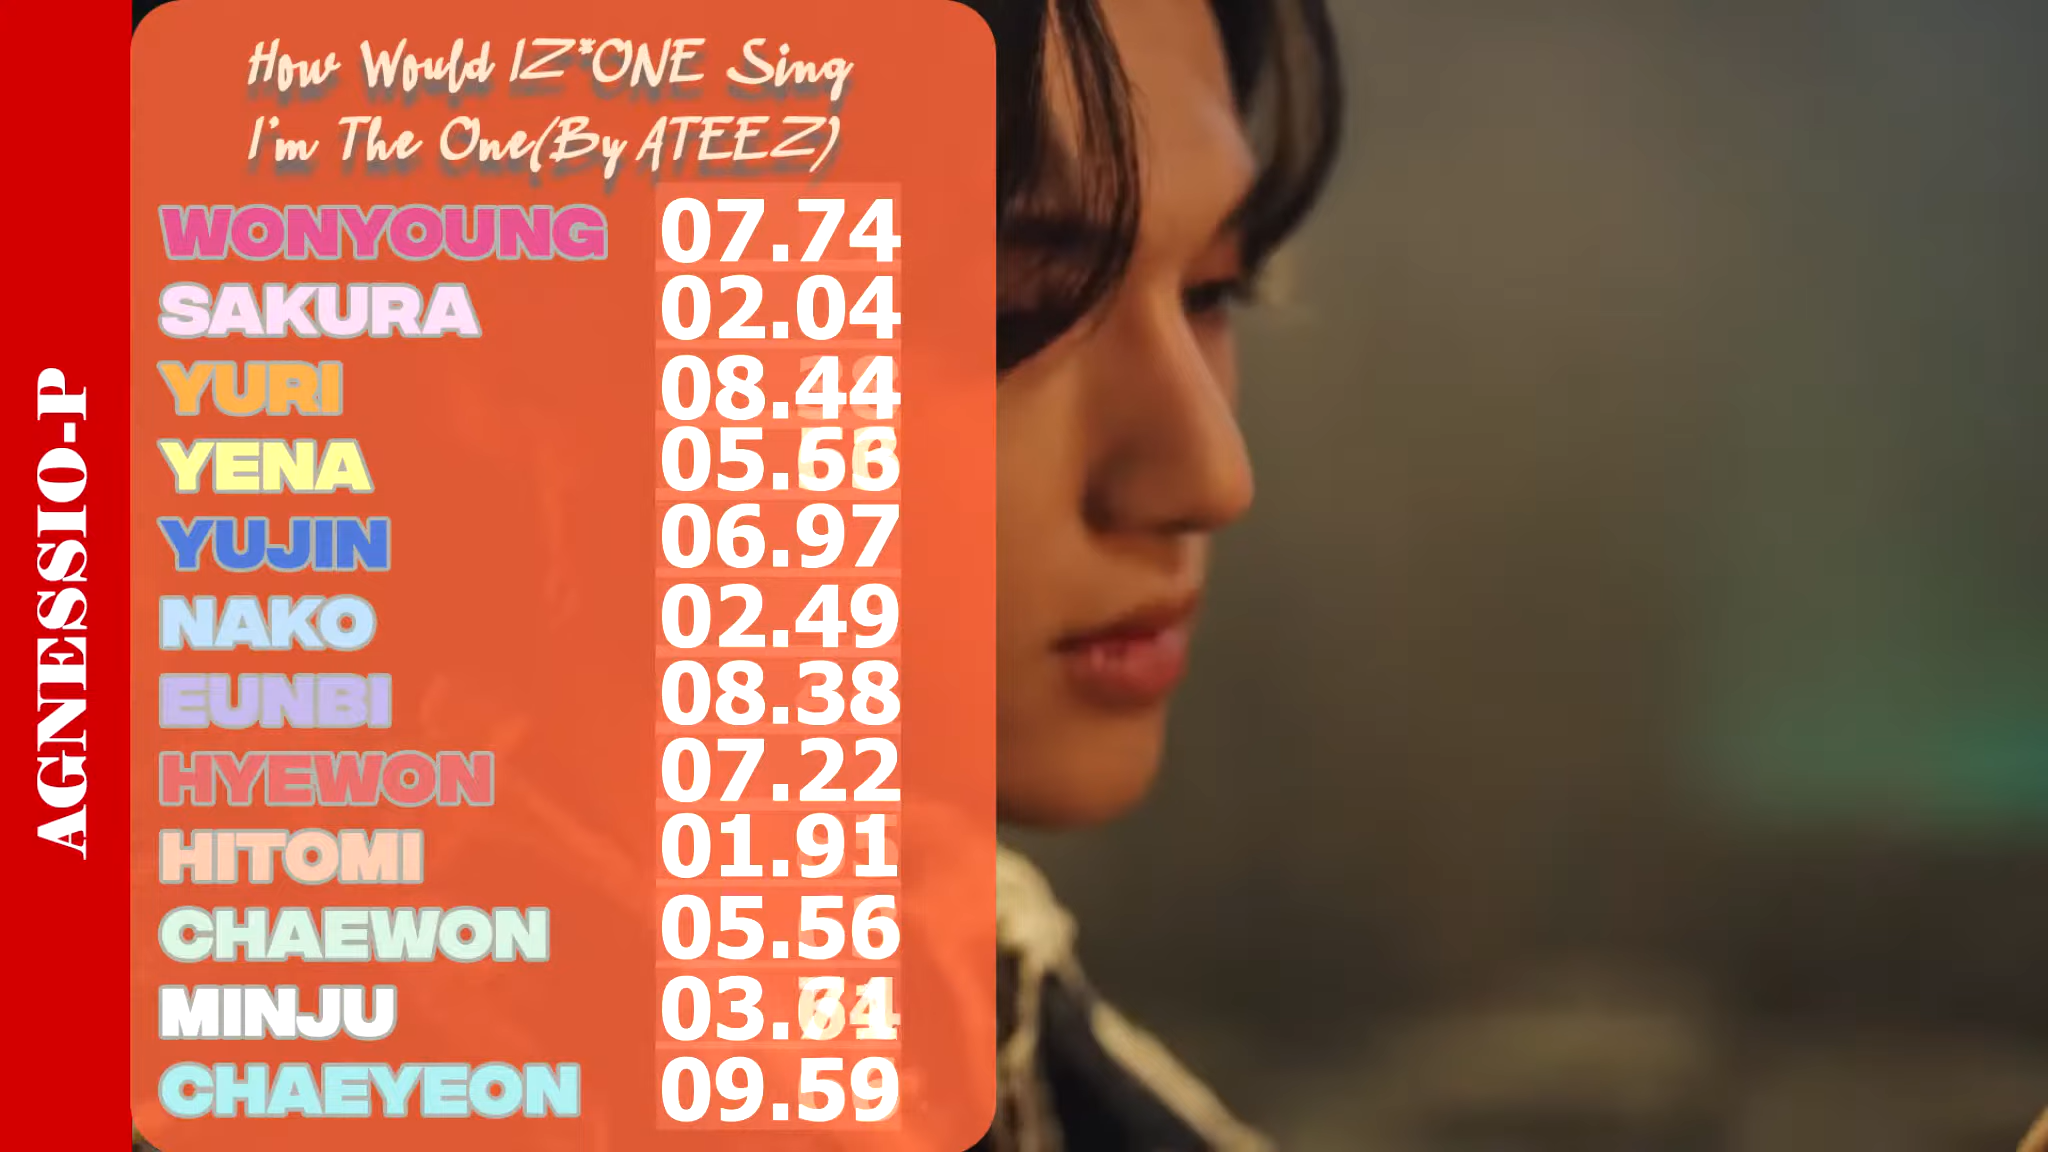 AGNESSIO-P
How Would IZ*ONE Sing
I'm The One(By ATEEZ)
WONYOUNG 07.74
SAKURA 02.04
YURI 08.44
YENA
YUJIN 06.97
NAKO 02.49
EUNBI 08.38
HYEWON 07.22
HITOMI 01.91
CHAEWON 05.56
MINJU
CHAEYEON 09.59